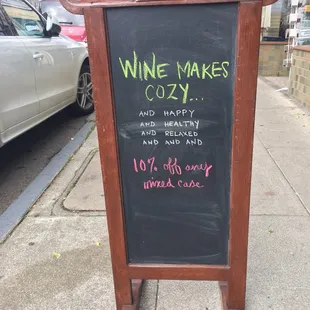 WINE MAKES
COZY...
AND HAPPY
AND HEALTHY
AND RELAXED
AND AND AND
10% off any
mixed case